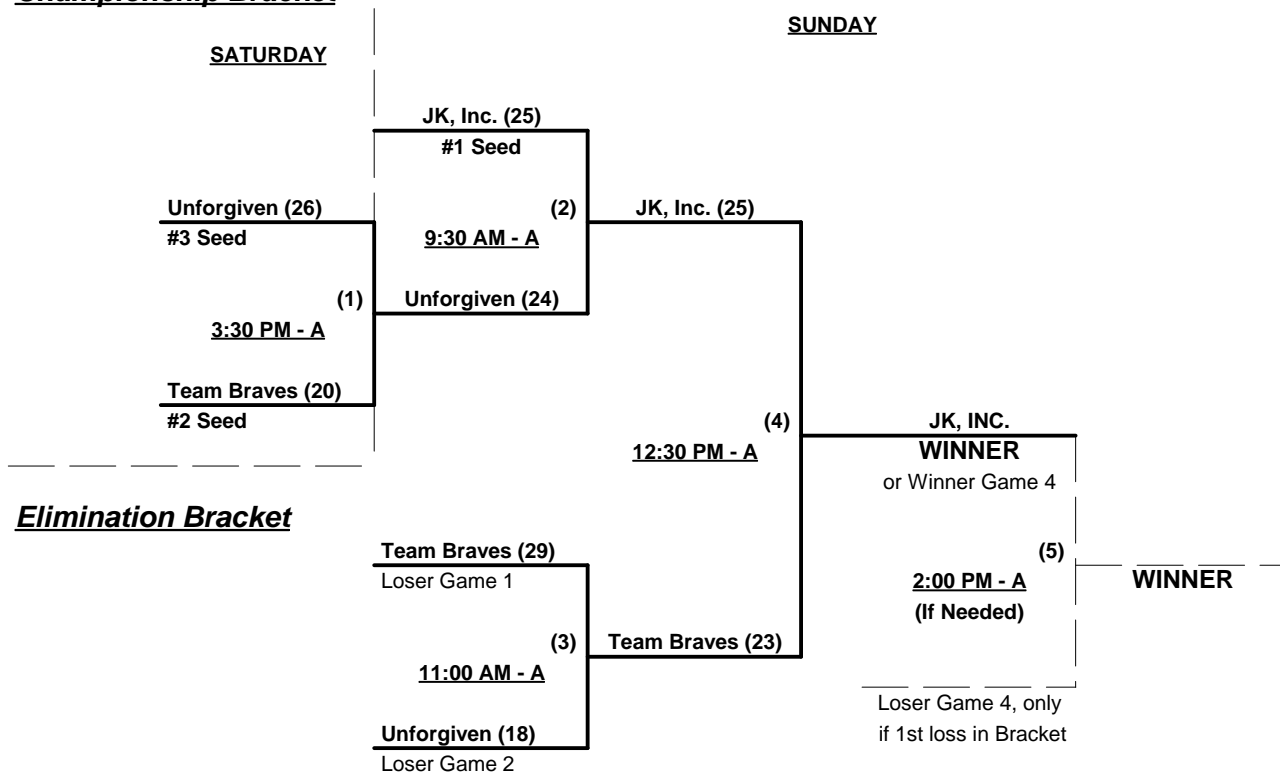 Championship Bracket
SUNDAY
SATURDAY
JK, Inc. (25)
#1 Seed
Unforgiven (26)
(2)
JK, Inc. (25)
#3 Seed
9:30 AM - A
(1)
Unforgiven (24)
3:30 PM - A
Team Braves (20)
#2 Seed
(4)
JK, INC.
12:30 PM - A
WINNER
or Winner Game 4
Elimination Bracket
Team Braves (29)
(5)
Loser Game 1
2:00 PM - A
WINNER
(If Needed)
(3)
Team Braves (23)
11:00 AM - A
Loser Game 4, only
if 1st loss in Bracket
Unforgiven (18)
Loser Game 2